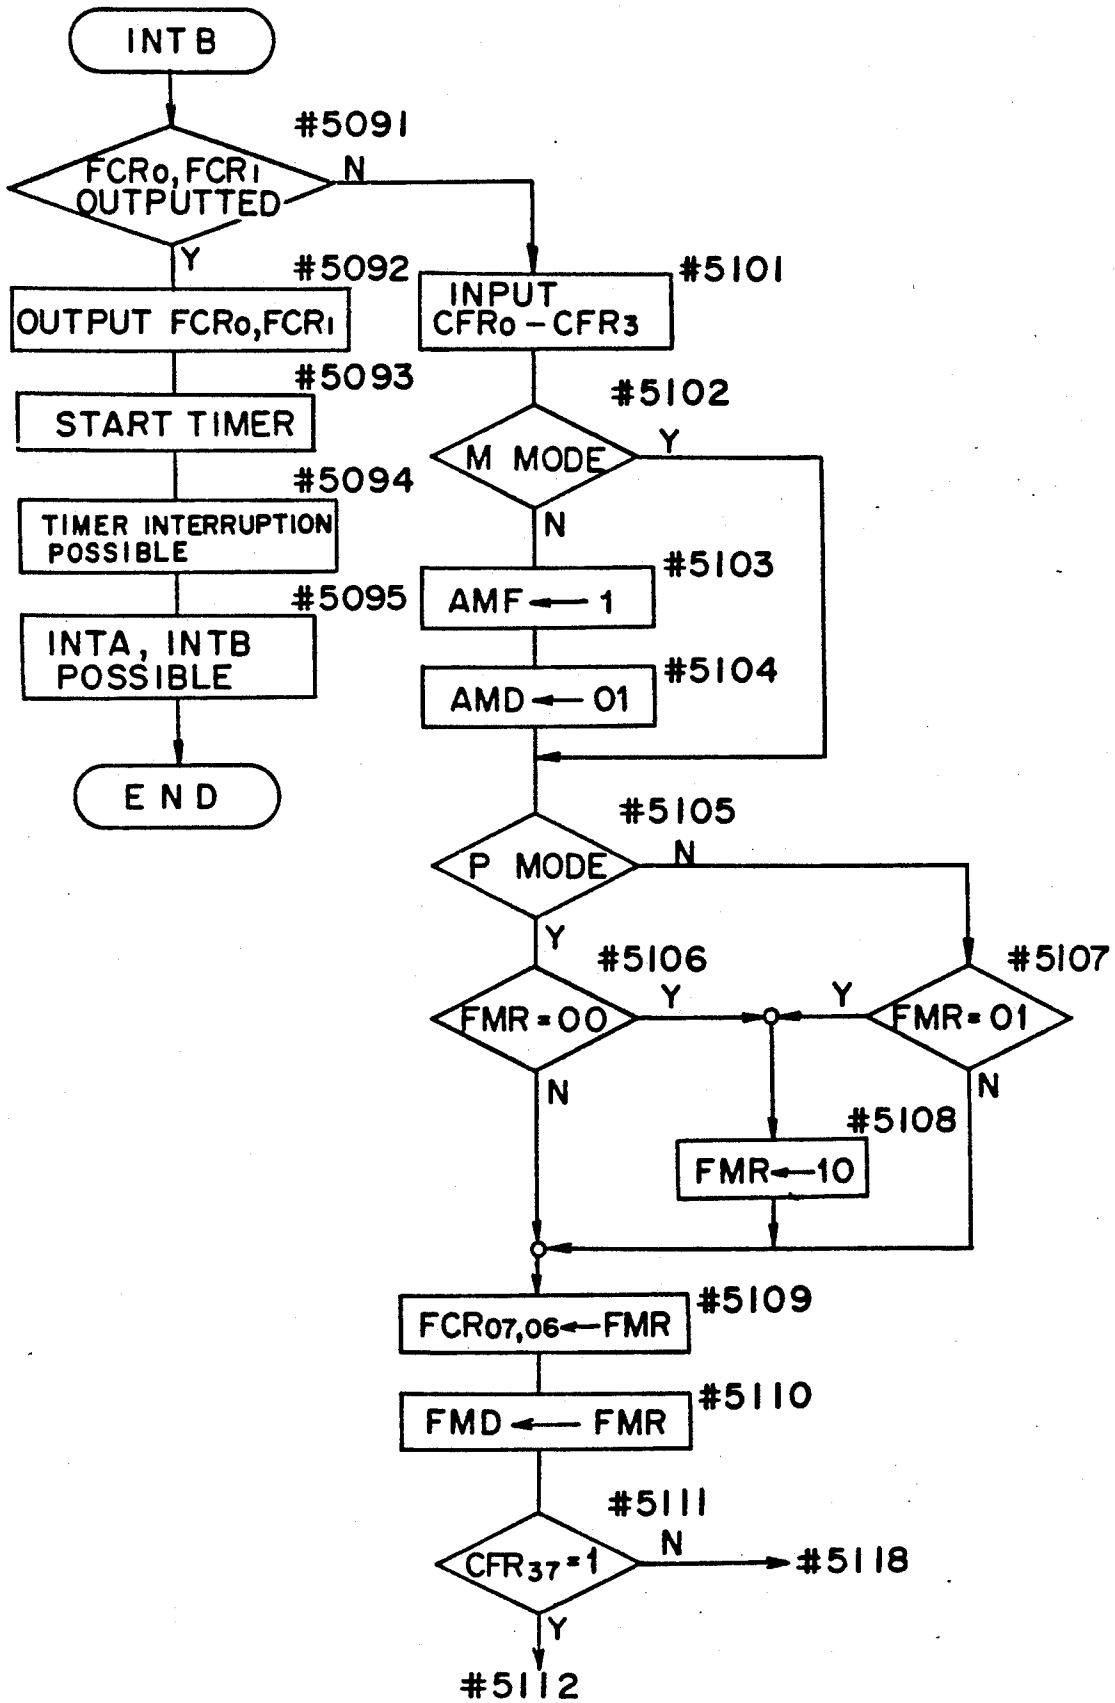 INTB
#5091
FCR0, FCR1
OUTPUTTED
N
Y
#5092
OUTPUT FCR0, FCR1
#5093
START TIMER
#5094
TIMER INTERRUPTION
POSSIBLE
#5095
INTA, INTB
POSSIBLE
END
#5101
INPUT
CFR0 - CFR3
#5102
M MODE
Y
N
#5103
AMF ← 1
#5104
AMD ← 01
#5105
P MODE
N
Y
#5106
FMR = 00
Y
N
#5107
FMR = 01
Y
N
#5108
FMR ← 10
#5109
FCR07,06 ← FMR
#5110
FMD ← FMR
#5111
CFR37 = 1
N
#5118
Y
#5112